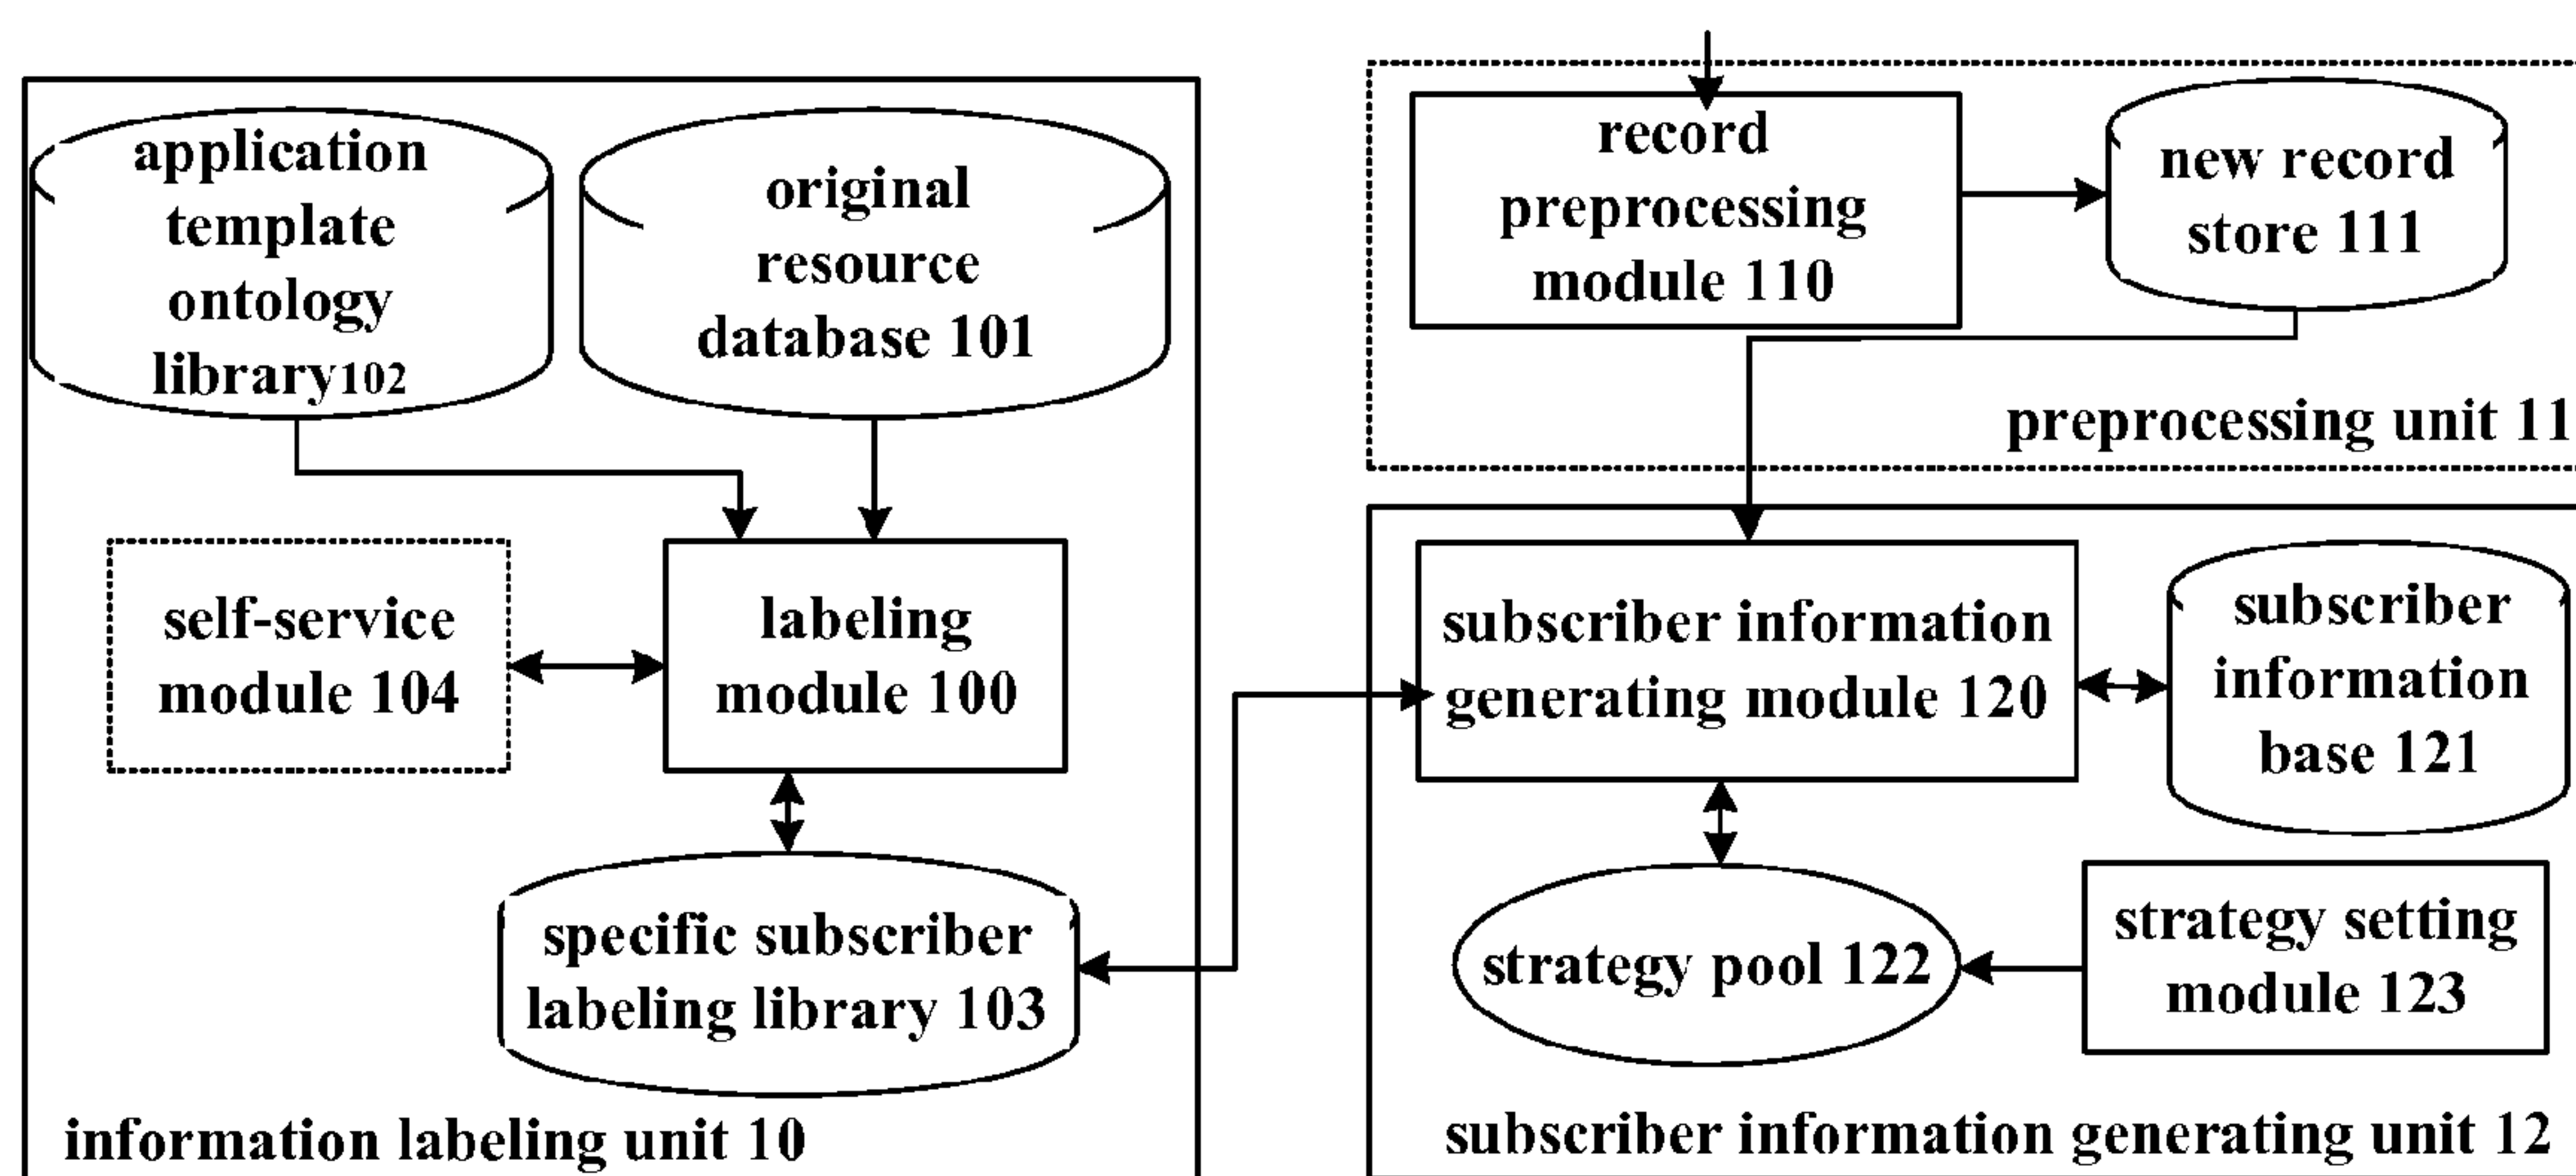 application
template
ontology
library102
original
resource
database 101
self-service
module 104
labeling
module 100
specific subscriber
labeling library 103
information labeling unit 10
record
preprocessing
module 110
new record
store 111
preprocessing unit 11
subscriber information
generating module 120
subscriber
information
base 121
strategy pool 122
strategy setting
module 123
subscriber information generating unit 12